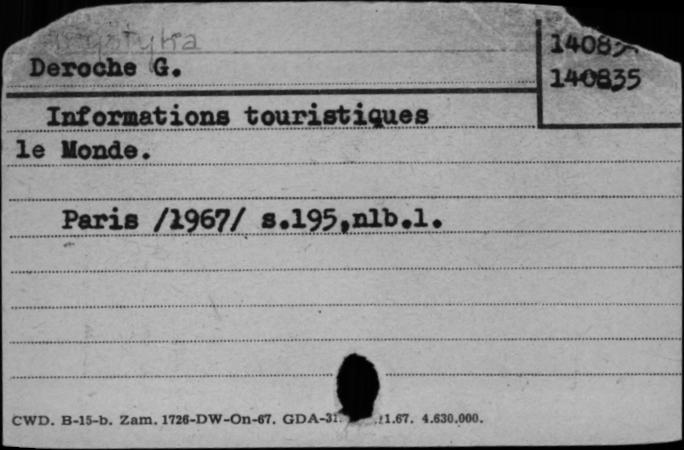 Deroche G.
140835
Informations touristiques
le Monde.
Paris /1967/ s.195,nlb.l.
CWD. B-15-b. Zam. 1726-DW-On-67. GDA-31. 11.67. 4.630.000.